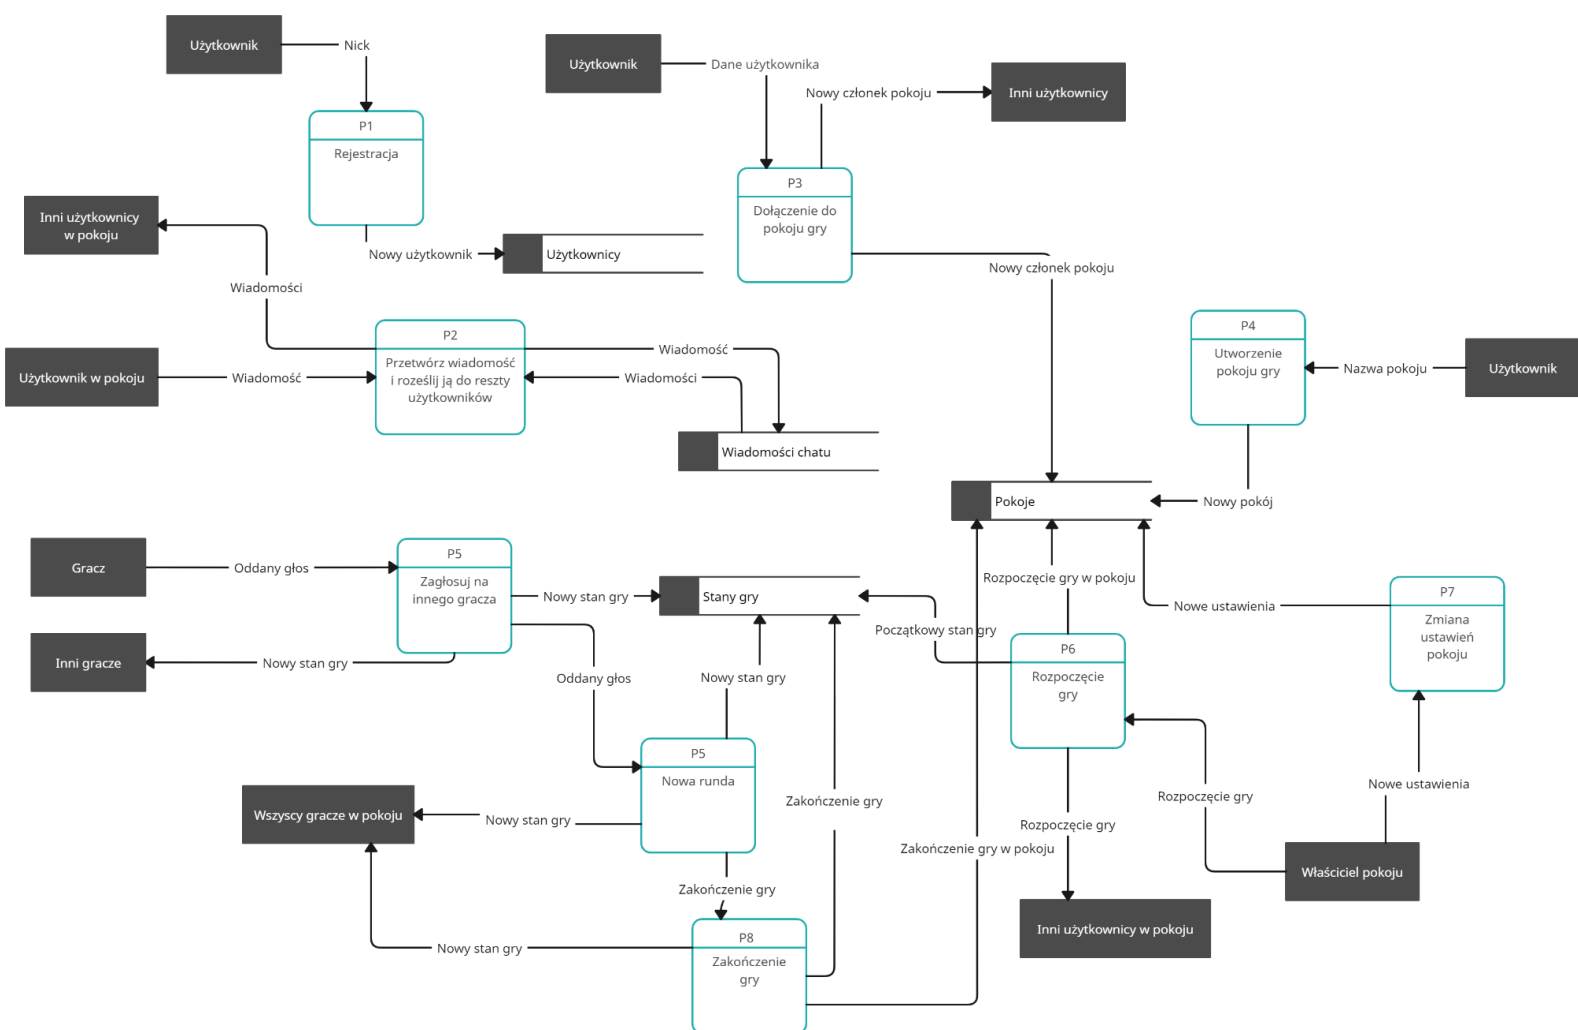 Użytkownik
Nick
Użytkownik
Dane użytkownika
Nowy członek pokoju
Inni użytkownicy
P1
Rejestracja
P3
Dołączenie do
pokoju gry
Inni użytkownicy
w pokoju
Nowy użytkownik
Użytkownicy
Nowy członek pokoju
Wiadomości
P2
Przetwórz wiadomość
i roześlij ją do reszty
użytkowników
Wiadomość
Wiadomości
Użytkownik w pokoju
Wiadomość
P4
Utworzenie
pokoju gry
Nazwa pokoju
Użytkownik
Wiadomości chatu
Pokoje
Nowy pokój
Gracz
Oddany głos
P5
Zagłosuj na
innego gracza
Nowy stan gry
Stany gry
Rozpoczęcie gry w pokoju
Nowe ustawienia
P7
Zmiana
ustawień
pokoju
Początkowy stan gry
Inni gracze
Nowy stan gry
Oddany głos
Nowy stan gry
P6
Rozpoczęcie
gry
P5
Nowa runda
Zakończenie gry
Rozpoczęcie gry
Nowe ustawienia
Wszyscy gracze w pokoju
Nowy stan gry
Rozpoczęcie gry
Zakończenie gry w pokoju
Właściciel pokoju
Zakończenie gry
Inni użytkownicy w pokoju
Nowy stan gry
P8
Zakończenie
gry